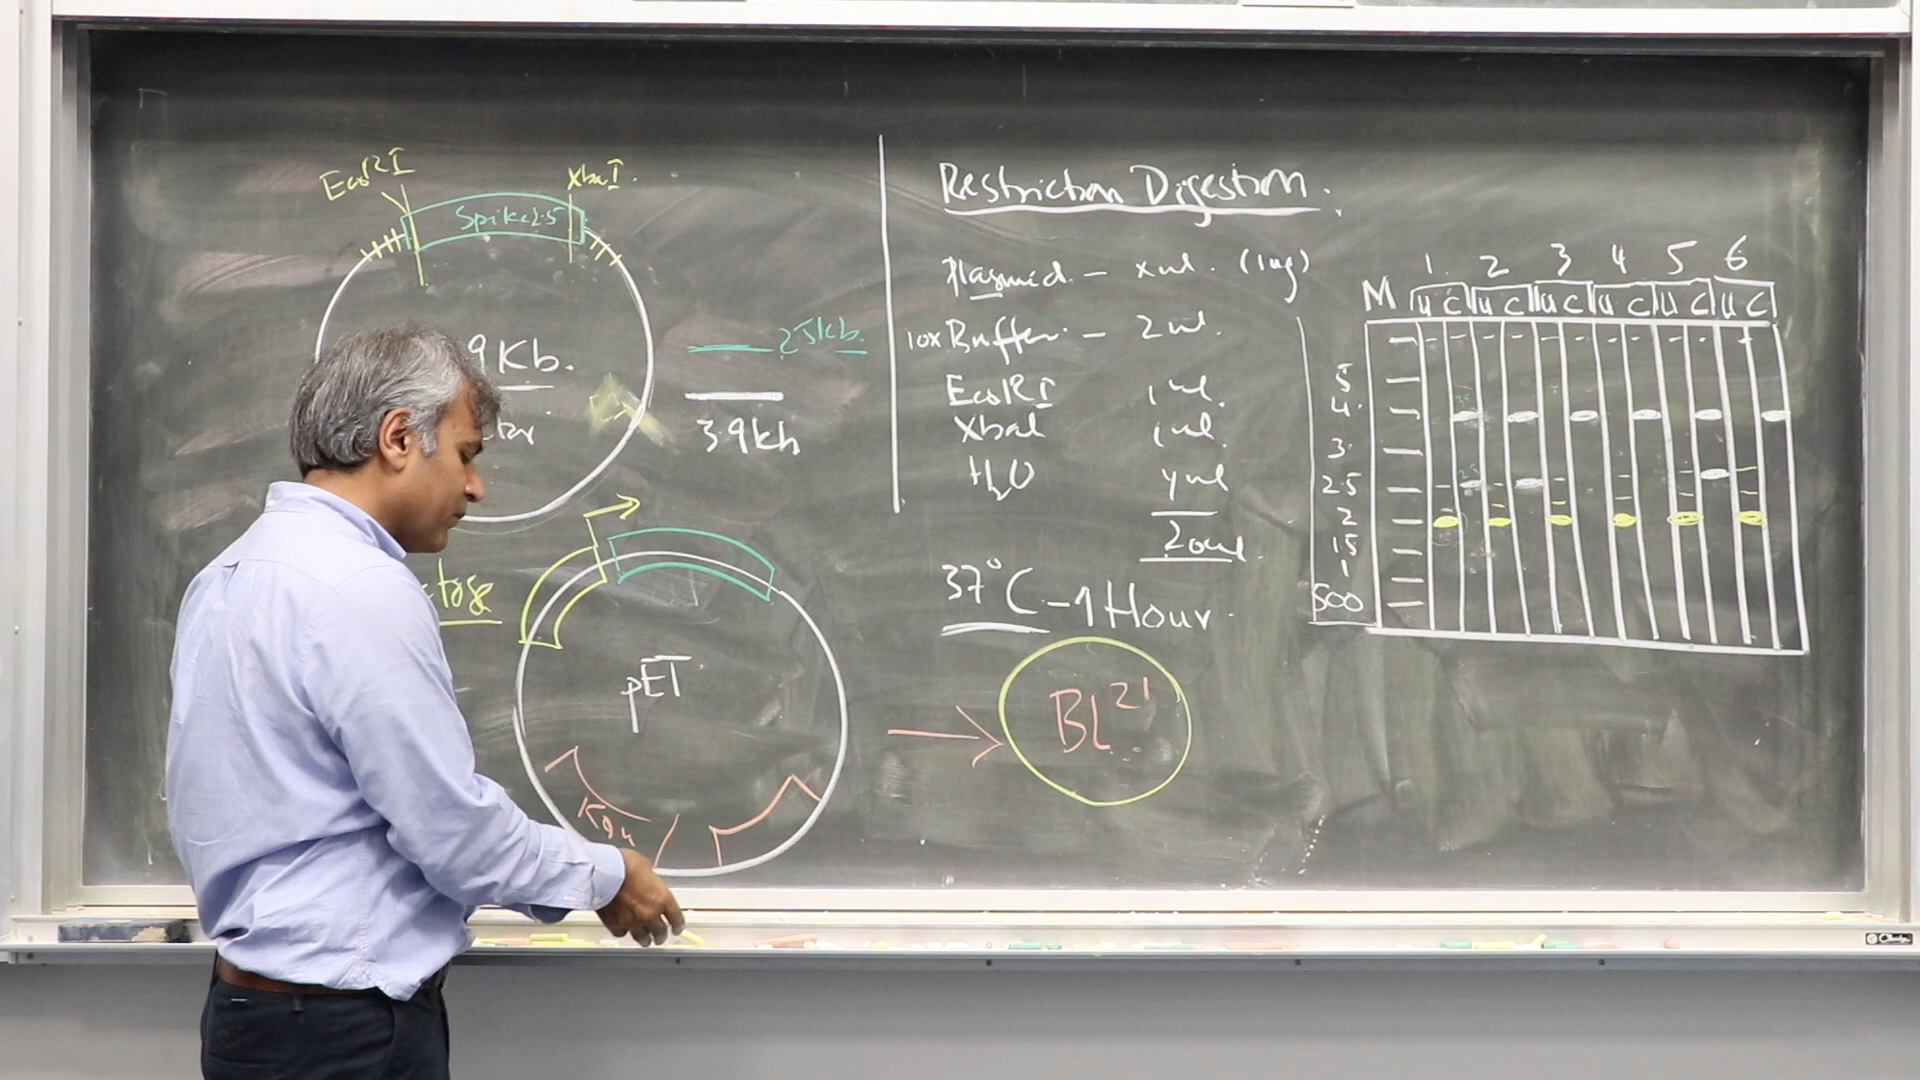 EcoRI
XbaI.
Spike 2.5
9Kb.
2.5kb.
3.9kb
pET
Restriction Digestion.
Plasmid - xul. (1ug)
10x Buffer - 2ul.
EcoRI 1ul.
XbaI 1ul.
H2O yul
20ul.
37°C - 1 Hour.
BL21
1 2 3 4 5 6
M U C U C U C U C U C U C
5
4
3
2.5
2
1.5
1
500